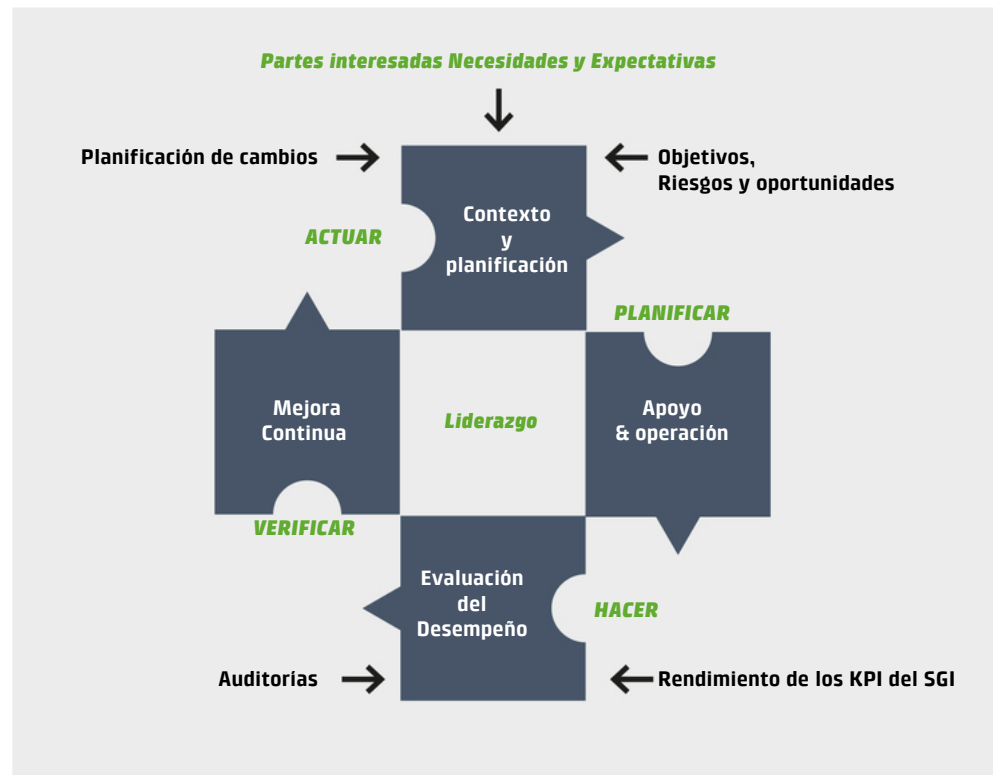 Partes interesadas Necesidades y Expectativas
Planificación de cambios
Objetivos,
Riesgos y oportunidades
Contexto
y
planificación
ACTUAR
PLANIFICAR
Mejora
Continua
Liderazgo
Apoyo
& operación
VERIFICAR
Evaluación
del
Desempeño
HACER
Auditorías
Rendimiento de los KPI del SGI